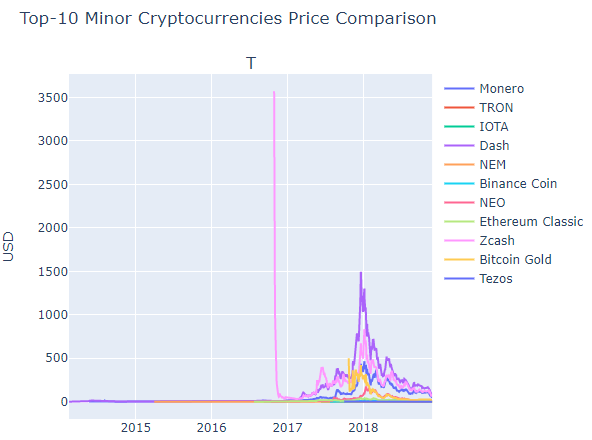 Top-10 Minor Cryptocurrencies Price Comparison
T
3500
3000
2500
2000
1500
1000
500
0
USD
2015
2016
2017
2018
Monero
TRON
IOTA
Dash
NEM
Binance Coin
NEO
Ethereum Classic
Zcash
Bitcoin Gold
Tezos